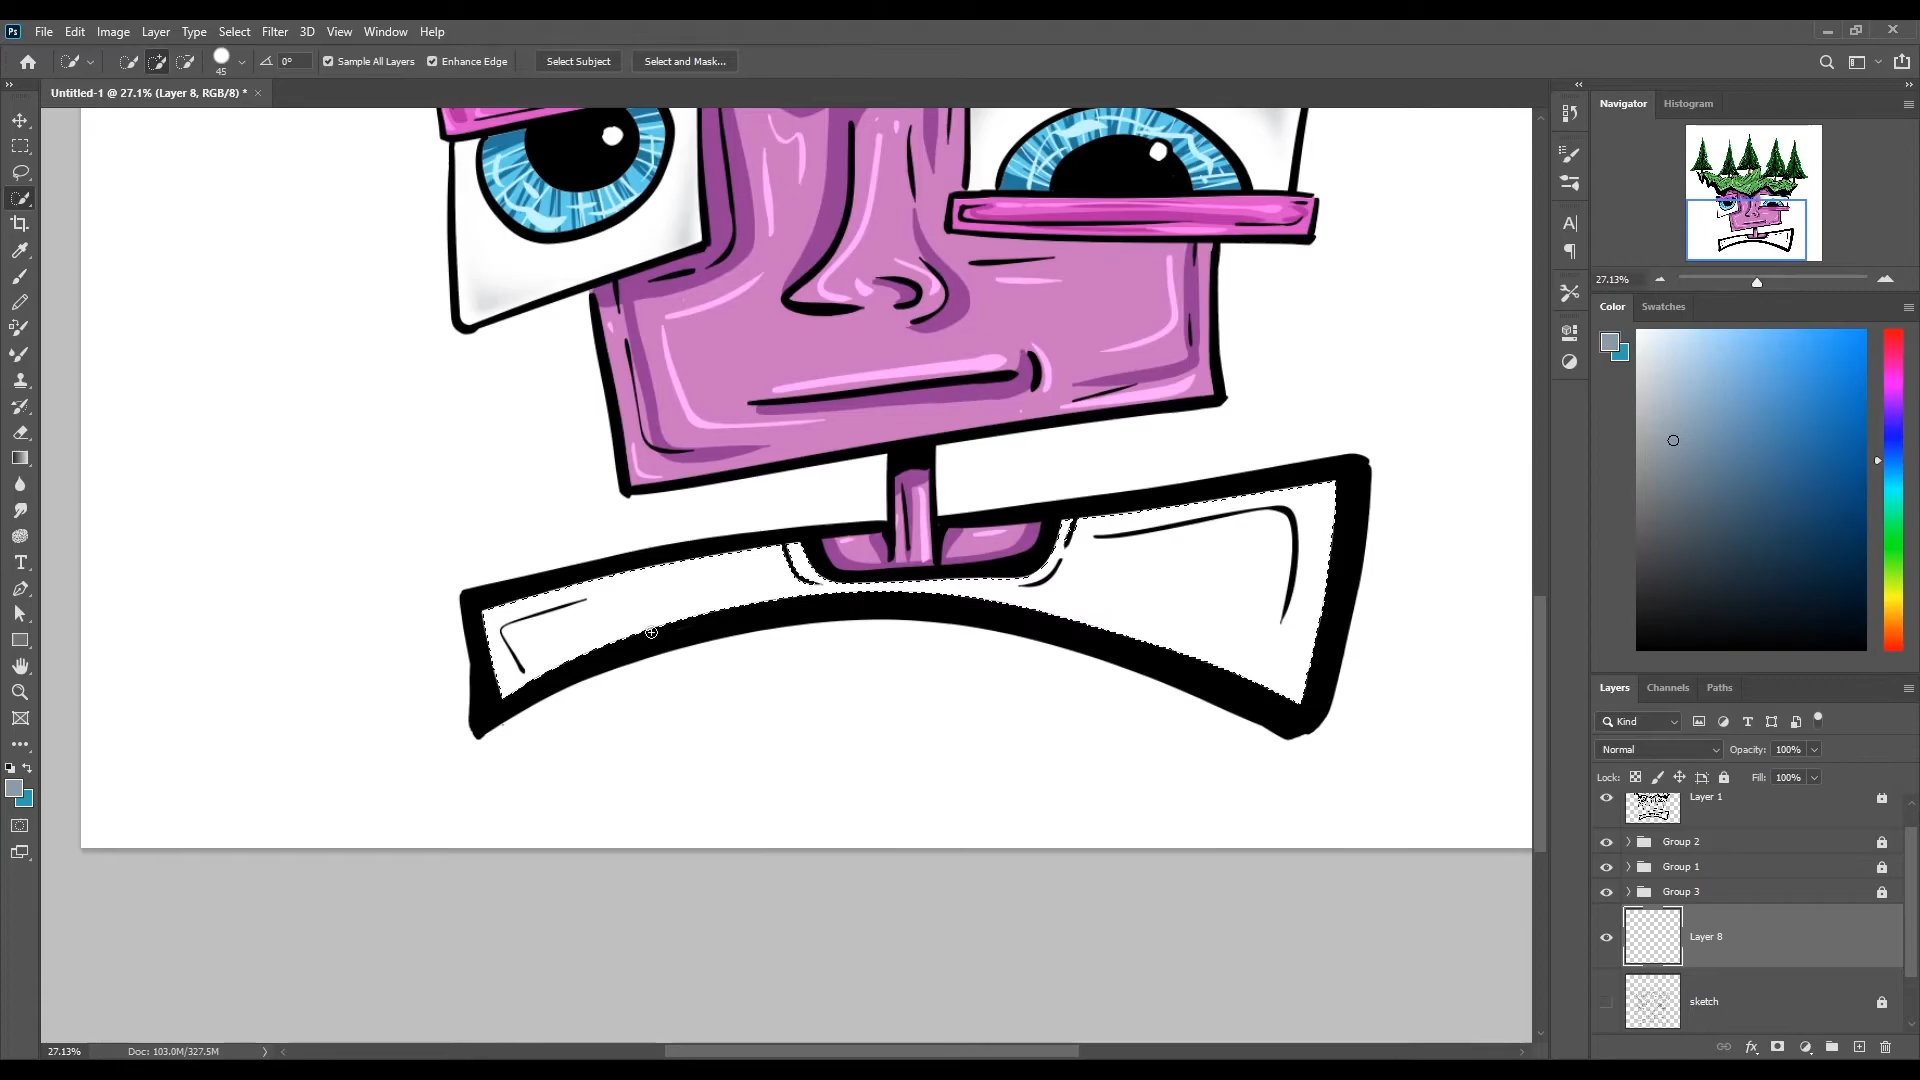 Ps File Edit Image Layer Type Select Filter 3D View Window Help
45 0° Sample All Layers Enhance Edge Select Subject Select and Mask...
Untitled-1 @ 27.1% (Layer 8, RGB/8) *
Navigator Histogram
27.13%
Color Swatches
Layers Channels Paths
Kind
Normal Opacity: 100%
Lock: Fill: 100%
Layer 1
Group 2
Group 1
Group 3
Layer 8
sketch
27.13% Doc: 103.0M/327.5M